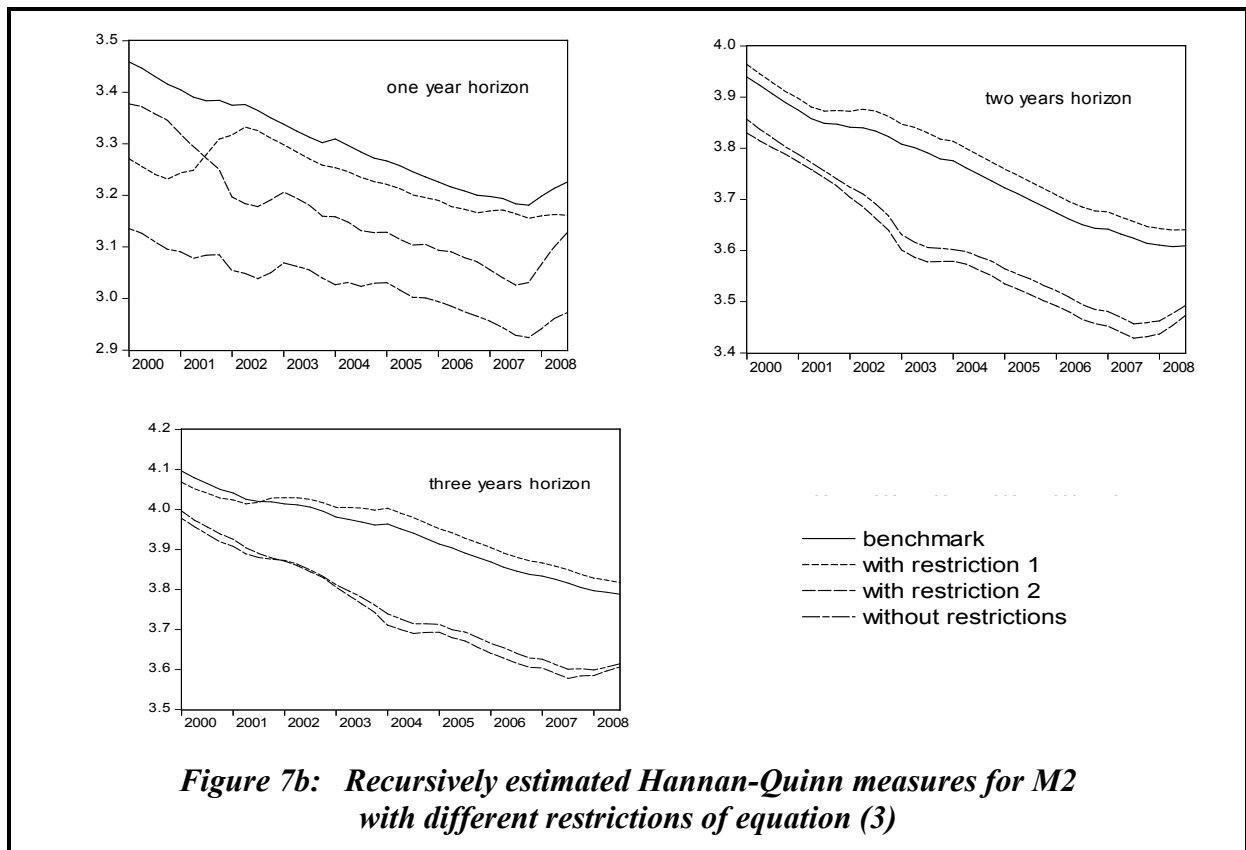 3.5
3.4
3.3
3.2
3.1
3.0
2.9
one year horizon
2000 2001 2002 2003 2004 2005 2006 2007 2008
4.0
3.9
3.8
3.7
3.6
3.5
3.4
two years horizon
2000 2001 2002 2003 2004 2005 2006 2007 2008
4.2
4.1
4.0
3.9
3.8
3.7
3.6
3.5
three years horizon
2000 2001 2002 2003 2004 2005 2006 2007 2008
benchmark
with restriction 1
with restriction 2
without restrictions
Figure 7b: Recursively estimated Hannan-Quinn measures for M2
with different restrictions of equation (3)